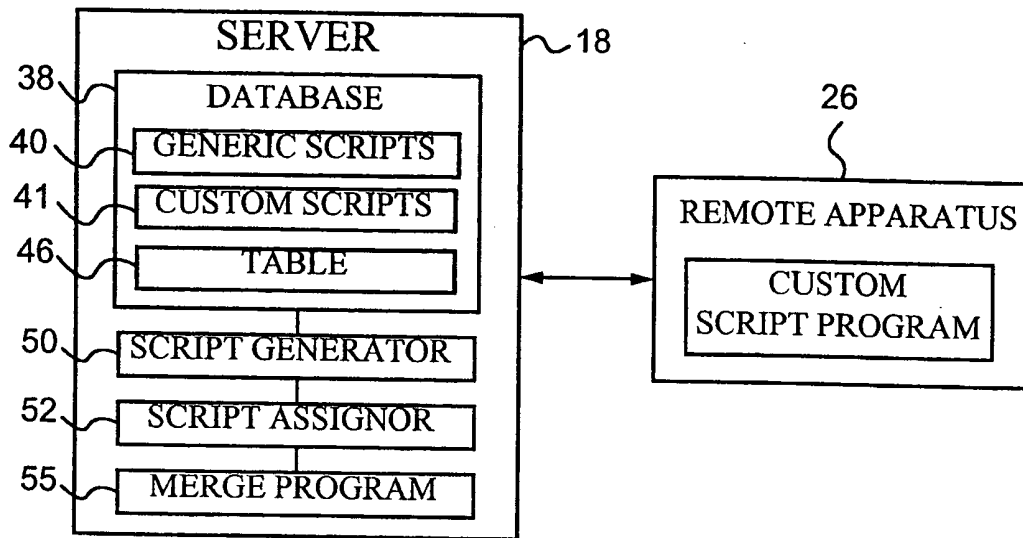 SERVER
18
38
DATABASE
40
GENERIC SCRIPTS
41
CUSTOM SCRIPTS
46
TABLE
50
SCRIPT GENERATOR
52
SCRIPT ASSIGNOR
55
MERGE PROGRAM
26
REMOTE APPARATUS
CUSTOM
SCRIPT PROGRAM